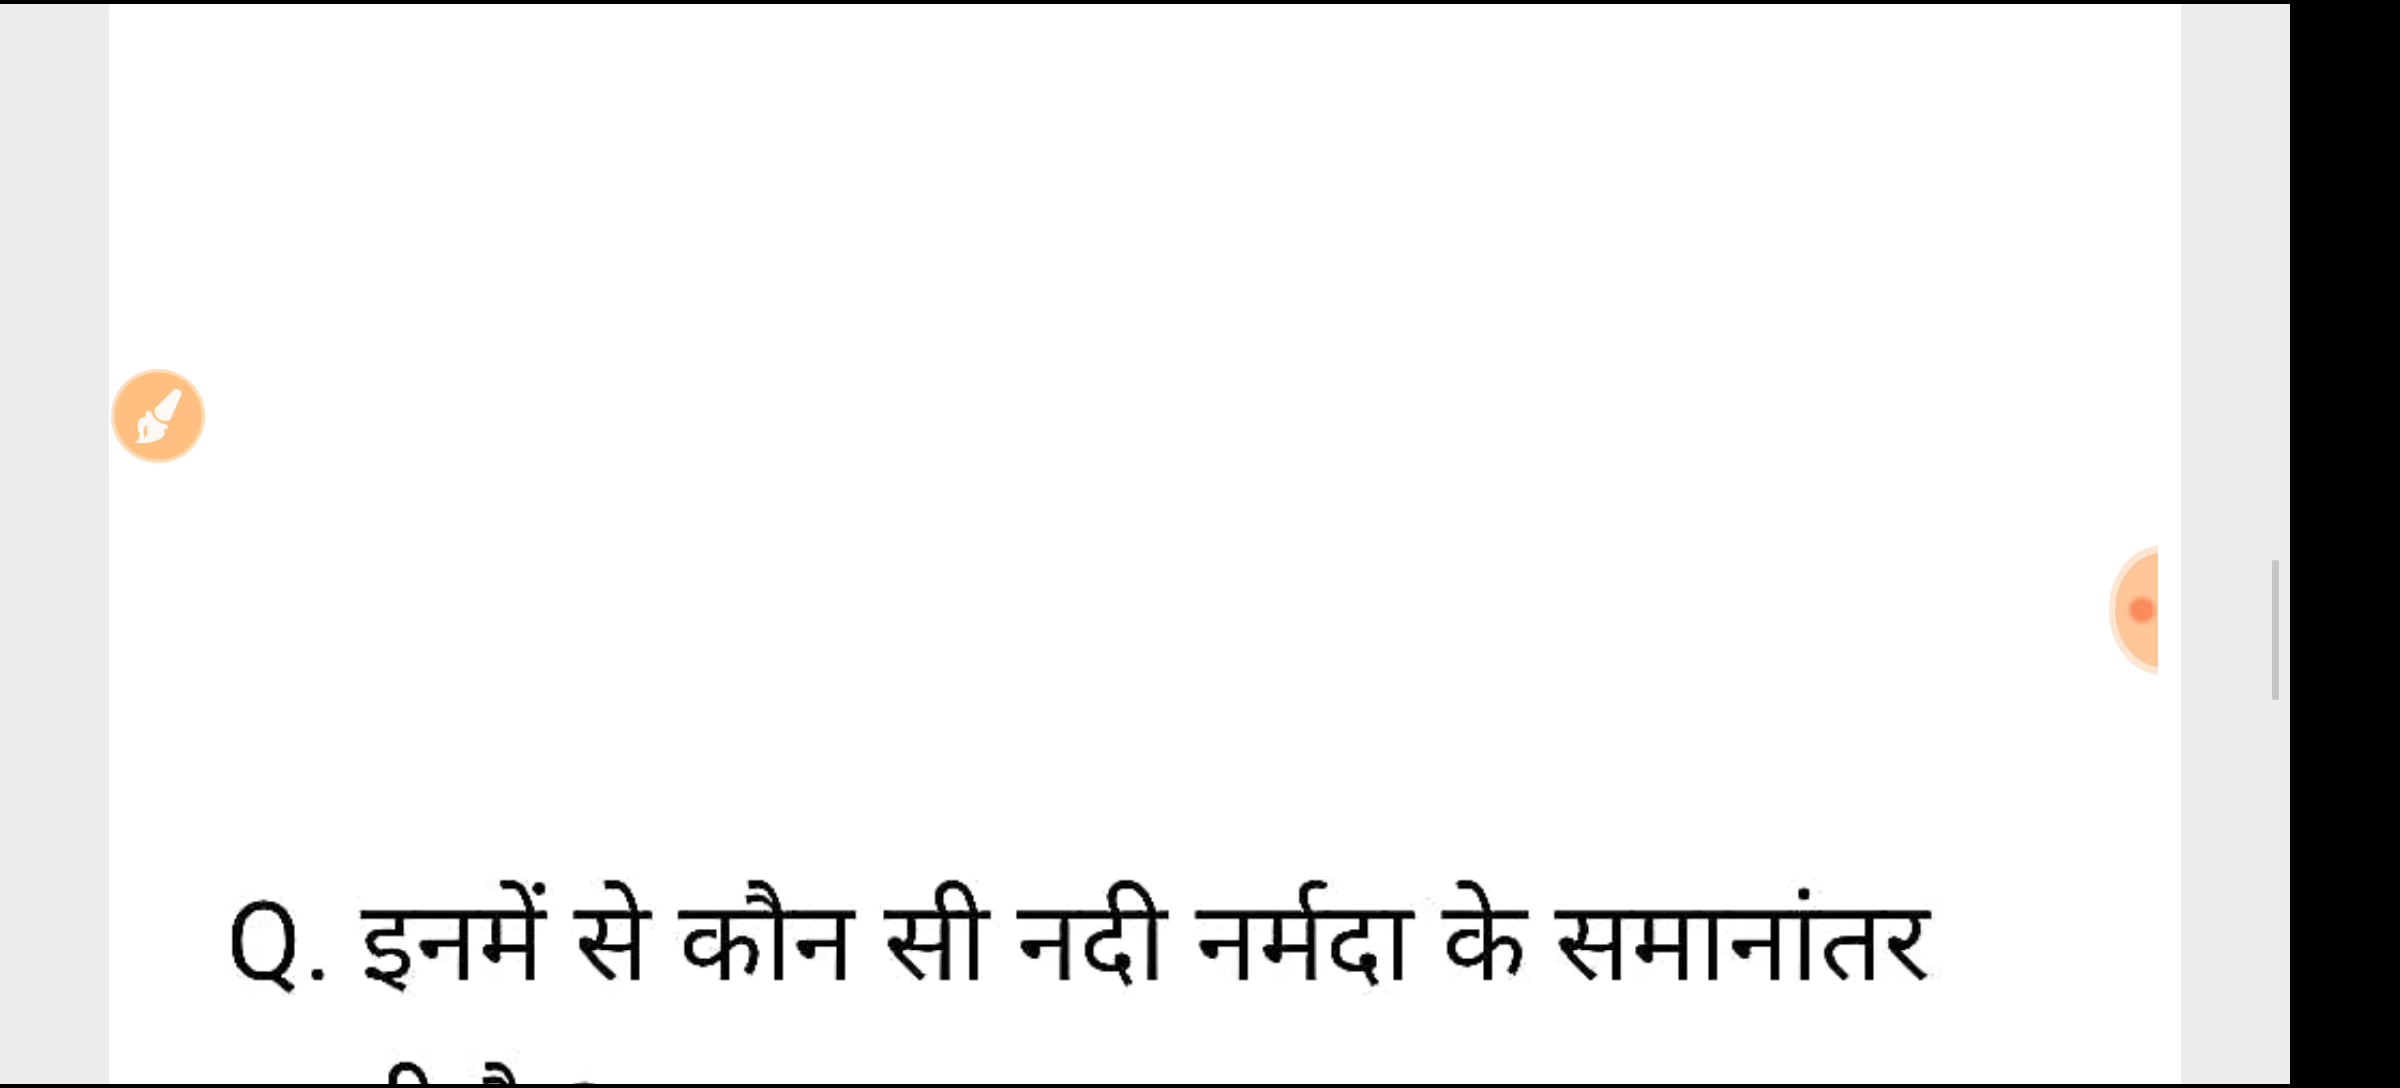 Q. इनमें से कौन सी नदी नर्मदा के समानांतर